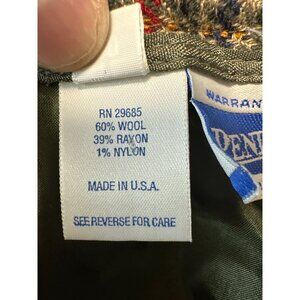 RN 29685
60% WOOL
39% RAYON
1% NYLON
MADE IN U.S.A.
SEE REVERSE FOR CARE